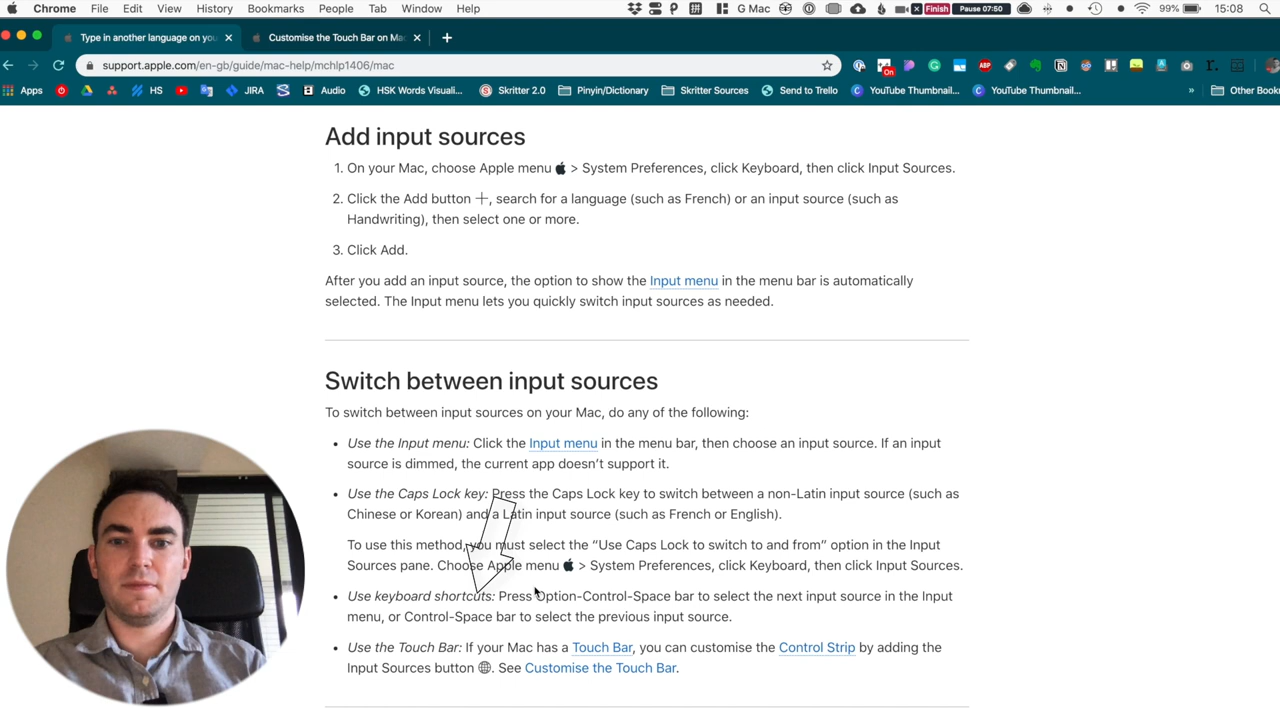 Chrome File Edit View History Bookmarks People Tab Window Help G Mac Finish Pause 07:50 99% 15:08
Type in another language on you Customise the Touch Bar on Ma
support.apple.com/en-gb/guide/mac-help/mchlp1406/mac On ABP
Apps HS JIRA Audio HSK Words Visuali... Skritter 2.0 Pinyin/Dictionary Skritter Sources Send to Trello YouTube Thumbnail... YouTube Thumbnail... » Other Book
Add input sources
1. On your Mac, choose Apple menu > System Preferences, click Keyboard, then click Input Sources.
2. Click the Add button +, search for a language (such as French) or an input source (such as
Handwriting), then select one or more.
3. Click Add.
After you add an input source, the option to show the Input menu in the menu bar is automatically
selected. The Input menu lets you quickly switch input sources as needed.
Switch between input sources
To switch between input sources on your Mac, do any of the following:
• Use the Input menu: Click the Input menu in the menu bar, then choose an input source. If an input
source is dimmed, the current app doesn’t support it.
• Use the Caps Lock key: Press the Caps Lock key to switch between a non-Latin input source (such as
Chinese or Korean) and a Latin input source (such as French or English).
To use this method, you must select the “Use Caps Lock to switch to and from” option in the Input
Sources pane. Choose Apple menu > System Preferences, click Keyboard, then click Input Sources.
• Use keyboard shortcuts: Press Option-Control-Space bar to select the next input source in the Input
menu, or Control-Space bar to select the previous input source.
• Use the Touch Bar: If your Mac has a Touch Bar, you can customise the Control Strip by adding the
Input Sources button. See Customise the Touch Bar.